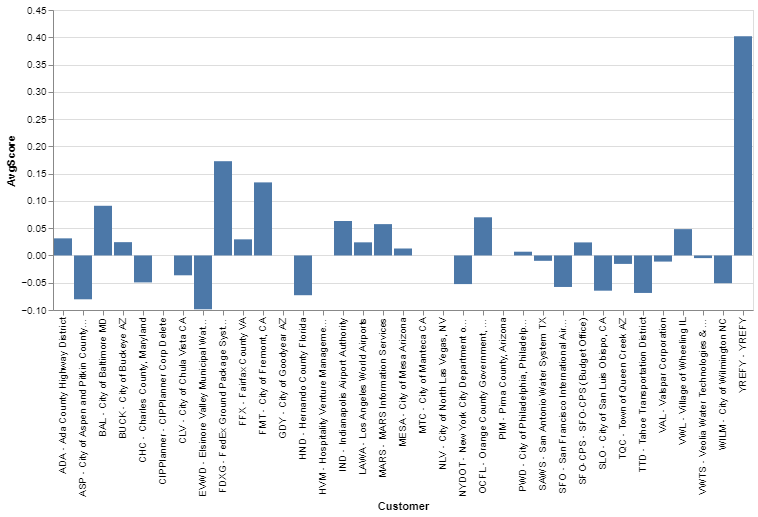 0.45
0.40
0.35
0.30
0.25
0.20
0.15
0.10
0.05
0.00
−0.05
−0.10
AvgScore
ADA - Ada County Highway District
ASP - City of Aspen and Pitkin County…
BAL - City of Baltimore MD
BUCK - City of Buckeye AZ
CHC - Charles County, Maryland
CIPP - CIPPlanner Corp Delete
CLV - City of Chula Vista CA
EVWD - Elsinore Valley Municipal Wat…
FDXG - FedEx Ground Package Syst…
FFX - Fairfax County VA
FMT - City of Fremont, CA
GDY - City of Goodyear AZ
HND - Hernando County Florida
HVM - Hospitality Venture Manageme…
IND - Indianapolis Airport Authority
LAWA - Los Angeles World Airports
MARS - MARS Information Services
MESA - City of Mesa Arizona
MTC - City of Manteca CA
NLV - City of North Las Vegas, NV
NYDOT - New York City Department o…
OCFL - Orange County Government, …
PIM - Pima County, Arizona
PWD - City of Philadelphia, Philadelp…
SAWS - San Antonio Water System TX
SFO - San Francisco International Air…
SFO-CPS - SFO-CPS (Budget Office)
SLO - City of San Luis Obispo, CA
TQC - Town of Queen Creek AZ
TTD - Tahoe Transportation District
VAL - Valspar Corporation
VWL - Village of Wheeling IL
VWTS - Veolia Water Technologies & …
WILM - City of Wilmington NC
YREFY - YREFY
Customer